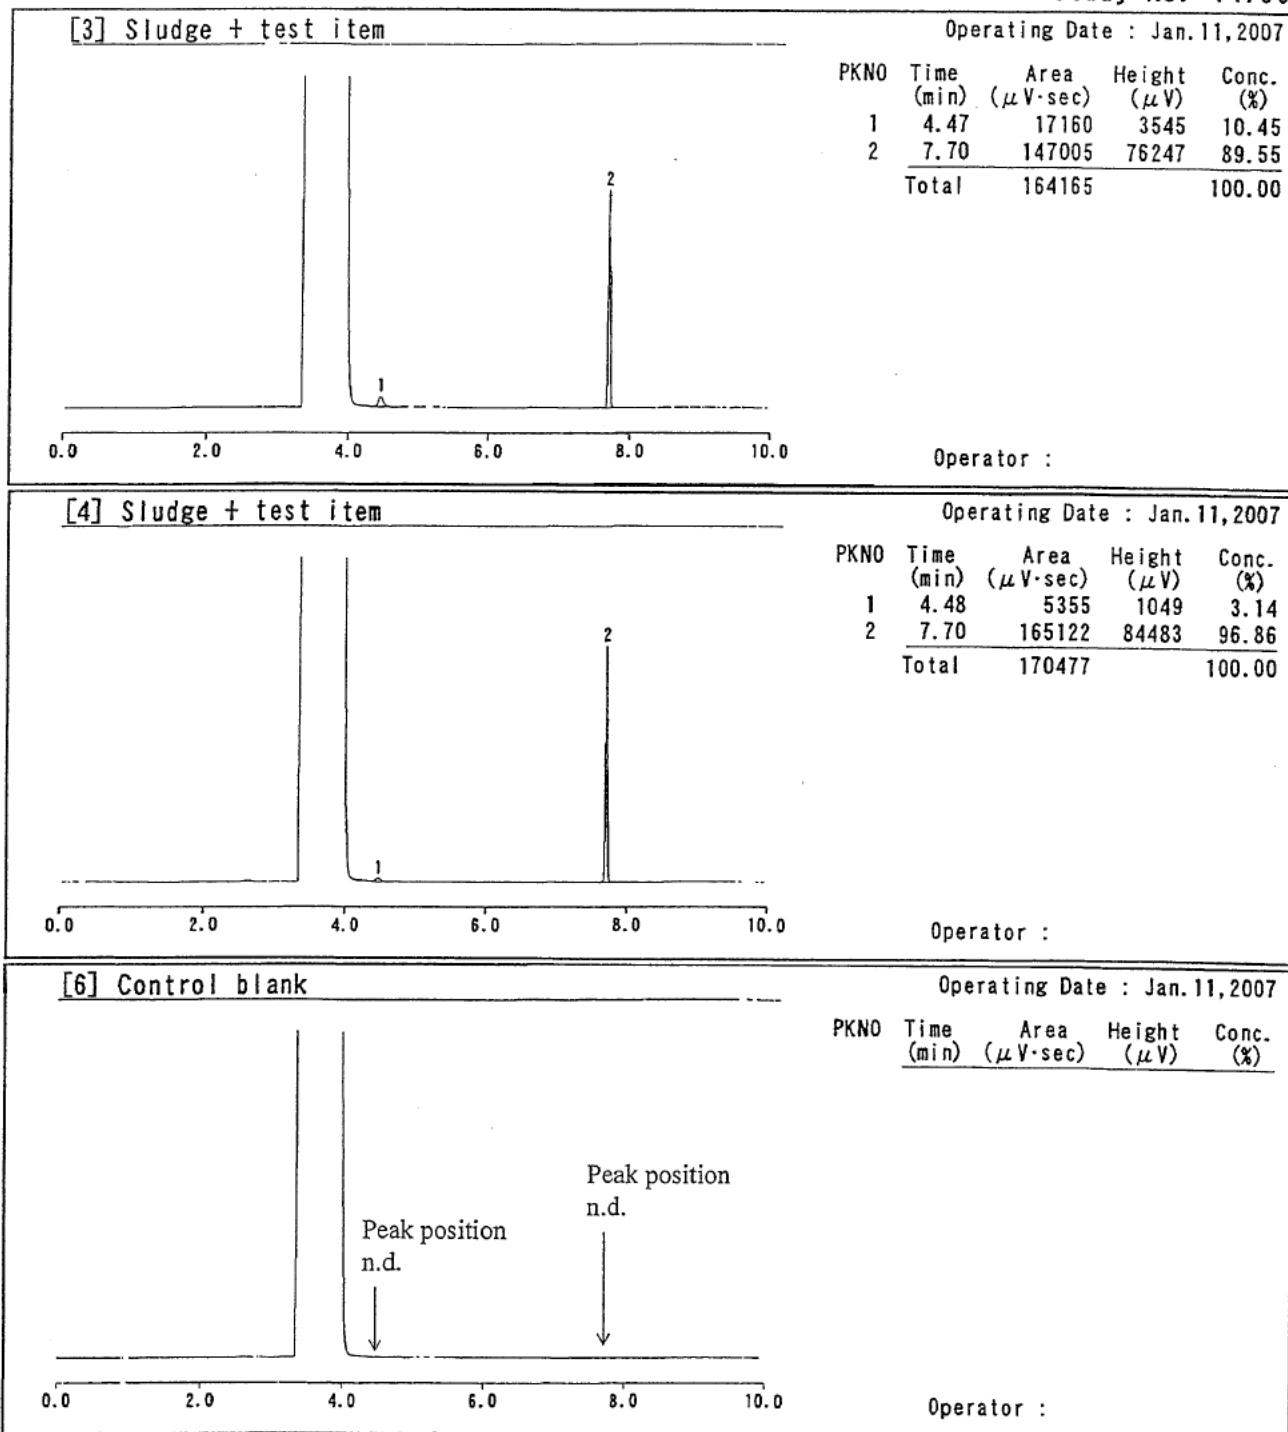 [3] Sludge + test item
Operating Date : Jan.11,2007
PKNO Time Area Height Conc.
(min) (μV·sec) (μV) (%)
1 4.47 17160 3545 10.45
2 7.70 147005 76247 89.55
Total 164165 100.00
2
1
0.0 2.0 4.0 6.0 8.0 10.0
Operator :
[4] Sludge + test item
Operating Date : Jan.11,2007
PKNO Time Area Height Conc.
(min) (μV·sec) (μV) (%)
1 4.48 5355 1049 3.14
2 7.70 165122 84483 96.86
Total 170477 100.00
2
1
0.0 2.0 4.0 6.0 8.0 10.0
Operator :
[6] Control blank
Operating Date : Jan.11,2007
PKNO Time Area Height Conc.
(min) (μV·sec) (μV) (%)
Peak position
n.d.
Peak position
n.d.
0.0 2.0 4.0 6.0 8.0 10.0
Operator :